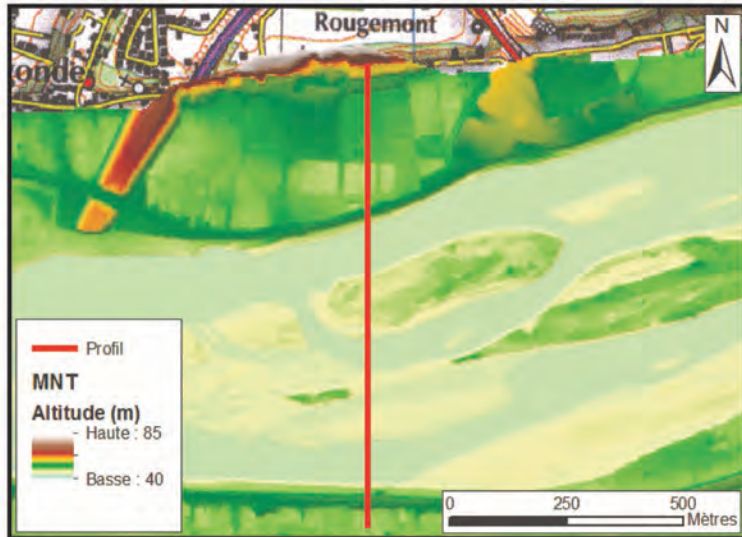 Rougemont
onde
N
Profil
MNT
Altitude (m)
Haute : 85
Basse : 40
0 250 500
Mètres